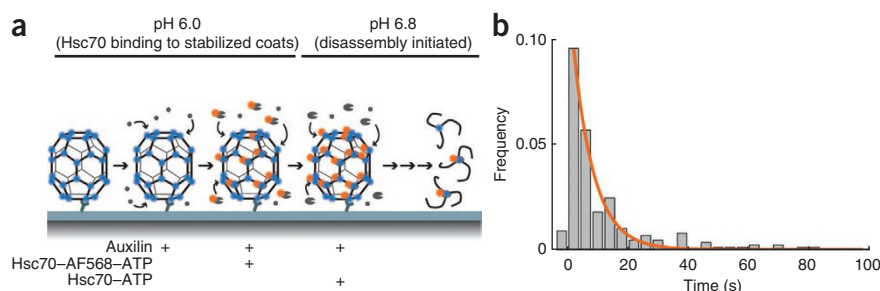 a
pH 6.0
(Hsc70 binding to stabilized coats)
pH 6.8
(disassembly initiated)
Auxilin + + +
Hsc70–AF568–ATP +
Hsc70–ATP +
b
0.10
0.05
0
Frequency
0 20 40 60 80 100
Time (s)